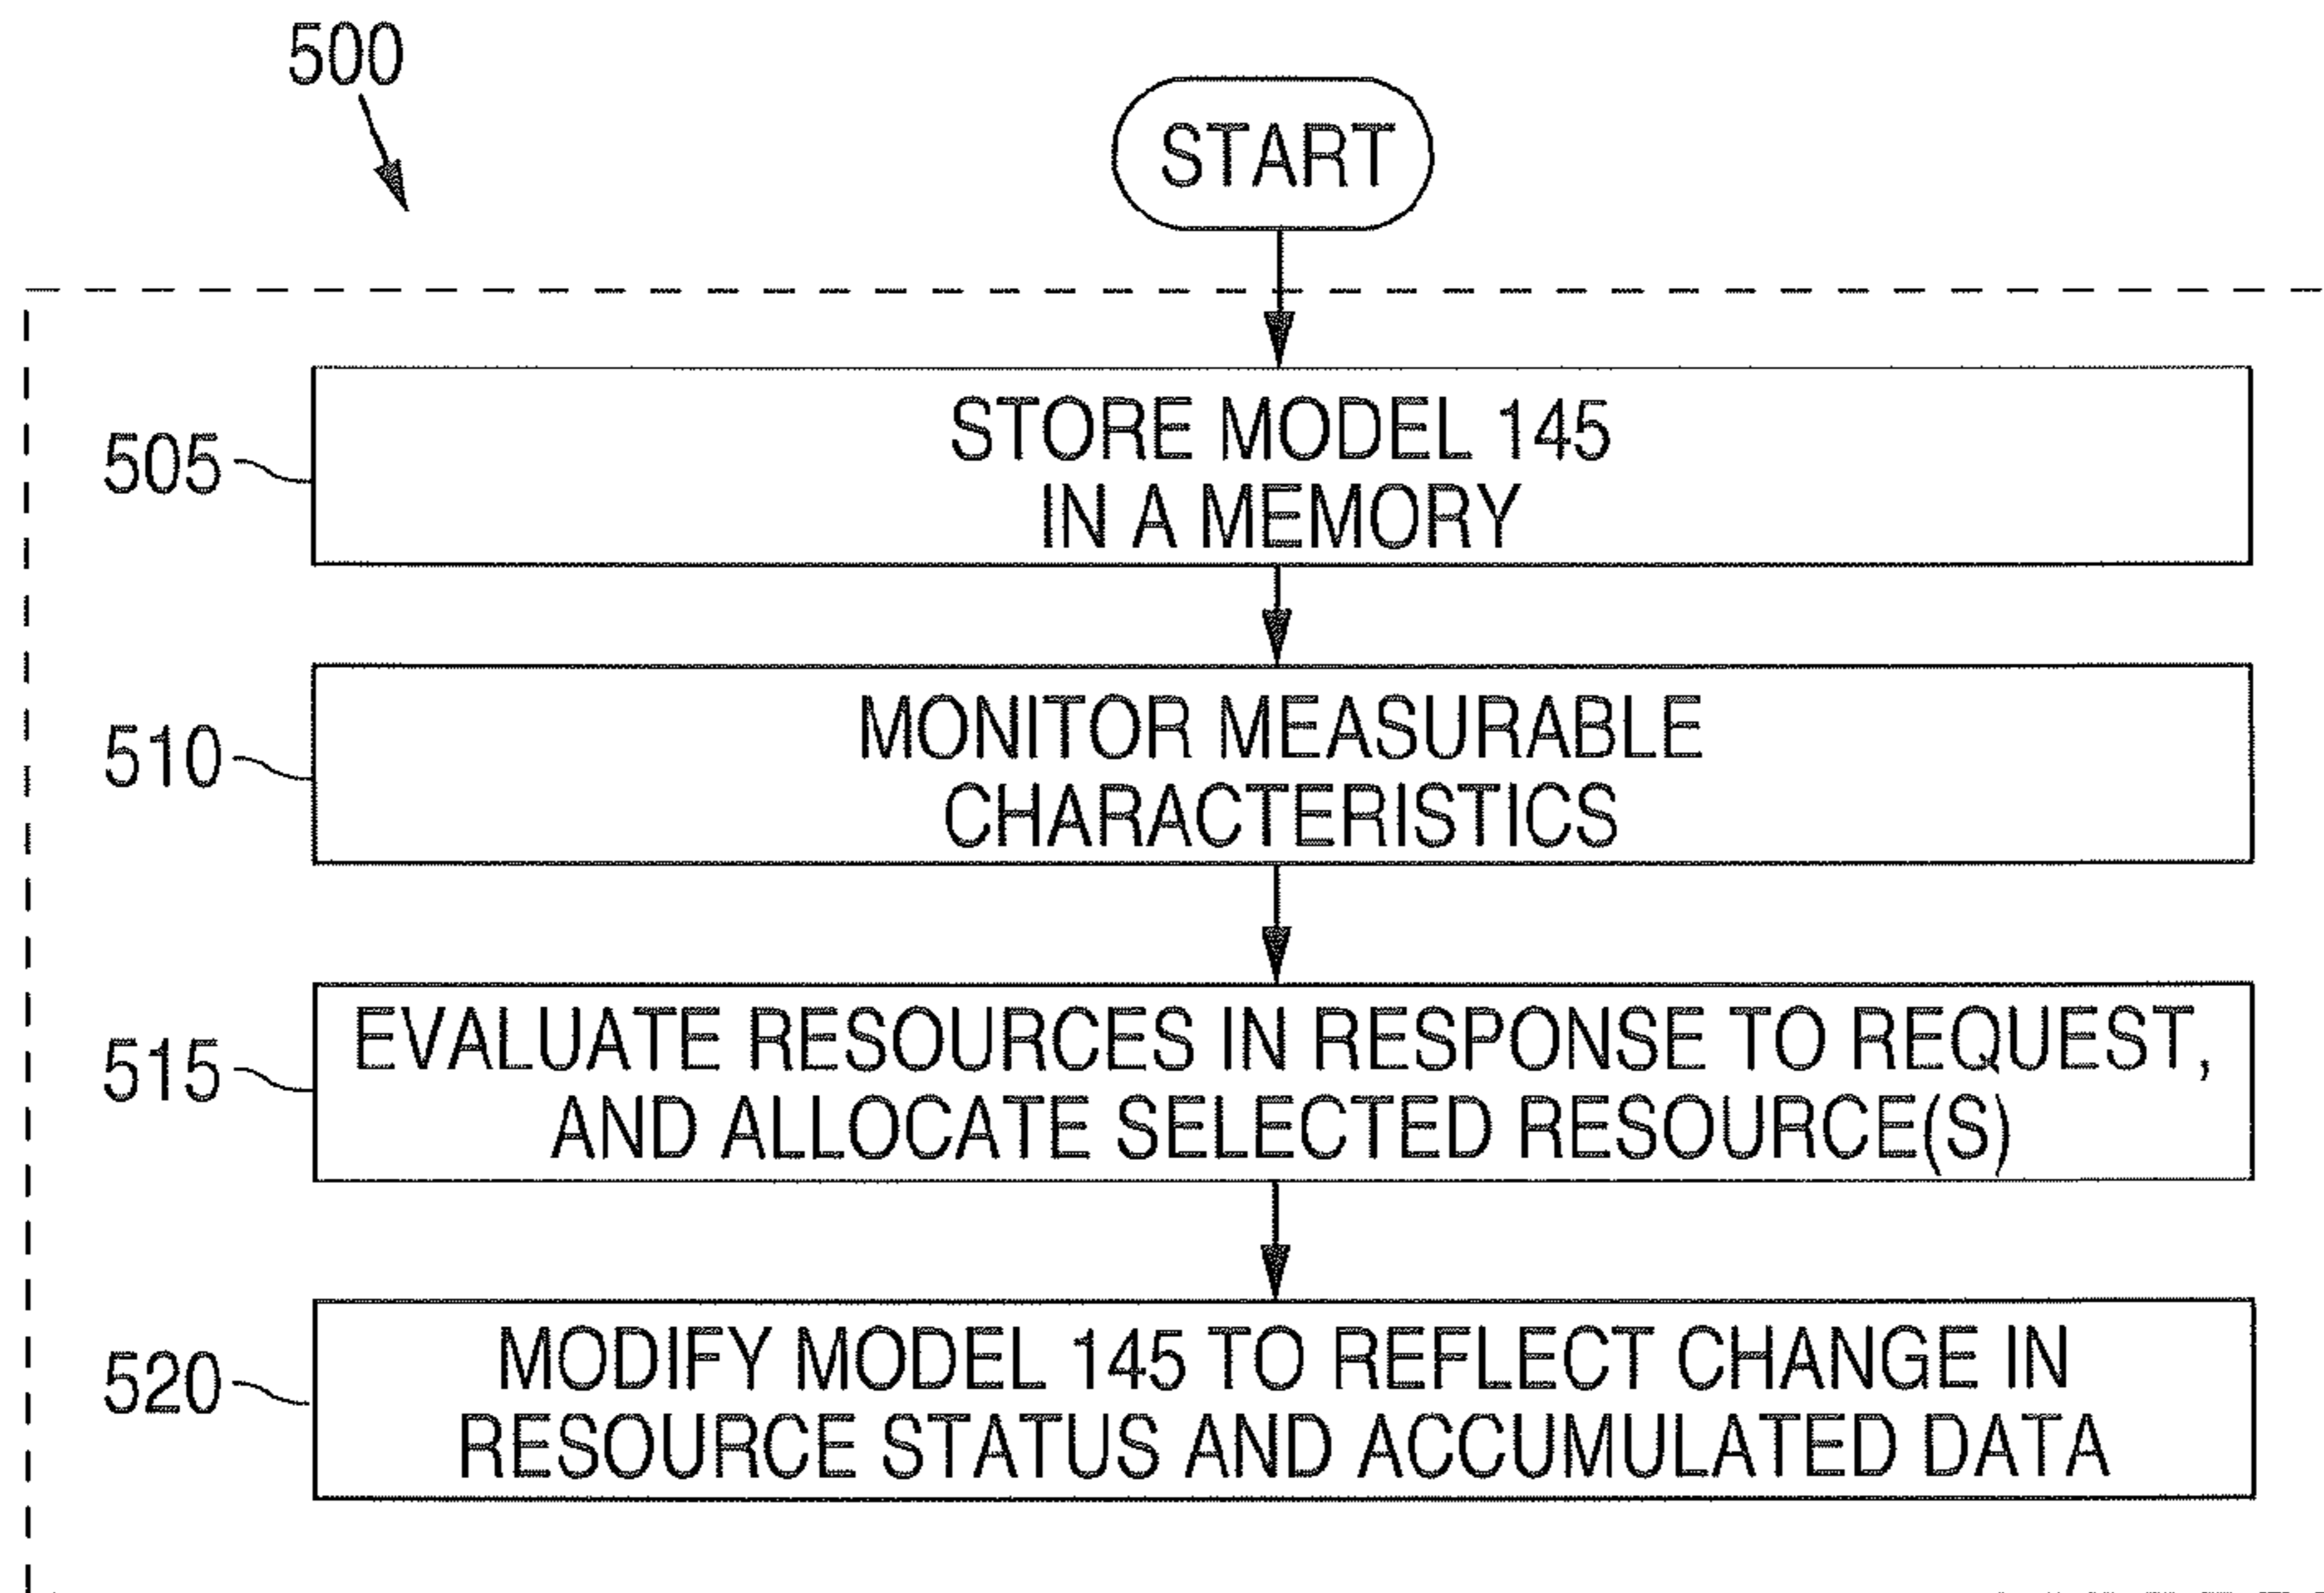 500
START
505
STORE MODEL 145
IN A MEMORY
510
MONITOR MEASURABLE
CHARACTERISTICS
515
EVALUATE RESOURCES IN RESPONSE TO REQUEST,
AND ALLOCATE SELECTED RESOURCE(S)
520
MODIFY MODEL 145 TO REFLECT CHANGE IN
RESOURCE STATUS AND ACCUMULATED DATA